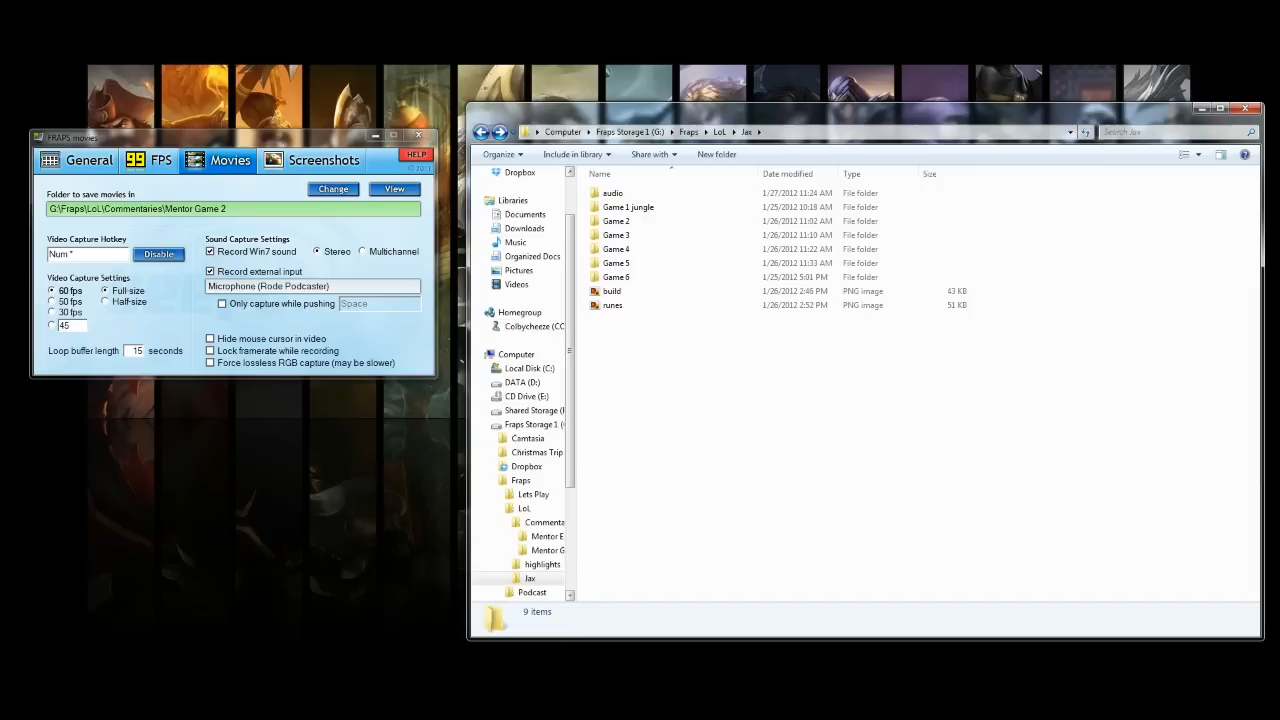 FRAPS movies
General
99 FPS
Movies
Screenshots
HELP
© 2011
Folder to save movies in
Change
View
G:\Fraps\LoL\Commentaries\Mentor Game 2
Video Capture Hotkey
Num *
Disable
Video Capture Settings
60 fps
Full-size
50 fps
Half-size
30 fps
45
Loop buffer length 15 seconds
Sound Capture Settings
Record Win7 sound
Stereo
Multichannel
Record external input
Microphone (Rode Podcaster)
Only capture while pushing
Space
Hide mouse cursor in video
Lock framerate while recording
Force lossless RGB capture (may be slower)
Computer Fraps Storage1 (G:) Fraps LoL Jax
Search Jax
Organize Include in library Share with New folder
Dropbox
Libraries
Documents
Downloads
Music
Organized Docs
Pictures
Videos
Homegroup
Colbycheeze (CC
Computer
Local Disk (C:)
DATA (D:)
CD Drive (E:)
Shared Storage (
Fraps Storage1 (
Camtasia
Christmas Trip
Dropbox
Fraps
Lets Play
LoL
Commenta
Mentor E
Mentor G
highlights
Jax
Podcast
Name Date modified Type Size
audio 1/27/2012 11:24 AM File folder
Game 1 jungle 1/25/2012 10:18 AM File folder
Game 2 1/26/2012 11:02 AM File folder
Game 3 1/26/2012 11:10 AM File folder
Game 4 1/26/2012 11:22 AM File folder
Game 5 1/26/2012 11:33 AM File folder
Game 6 1/25/2012 5:01 PM File folder
build 1/26/2012 2:46 PM PNG image 43 KB
runes 1/26/2012 2:52 PM PNG image 51 KB
9 items